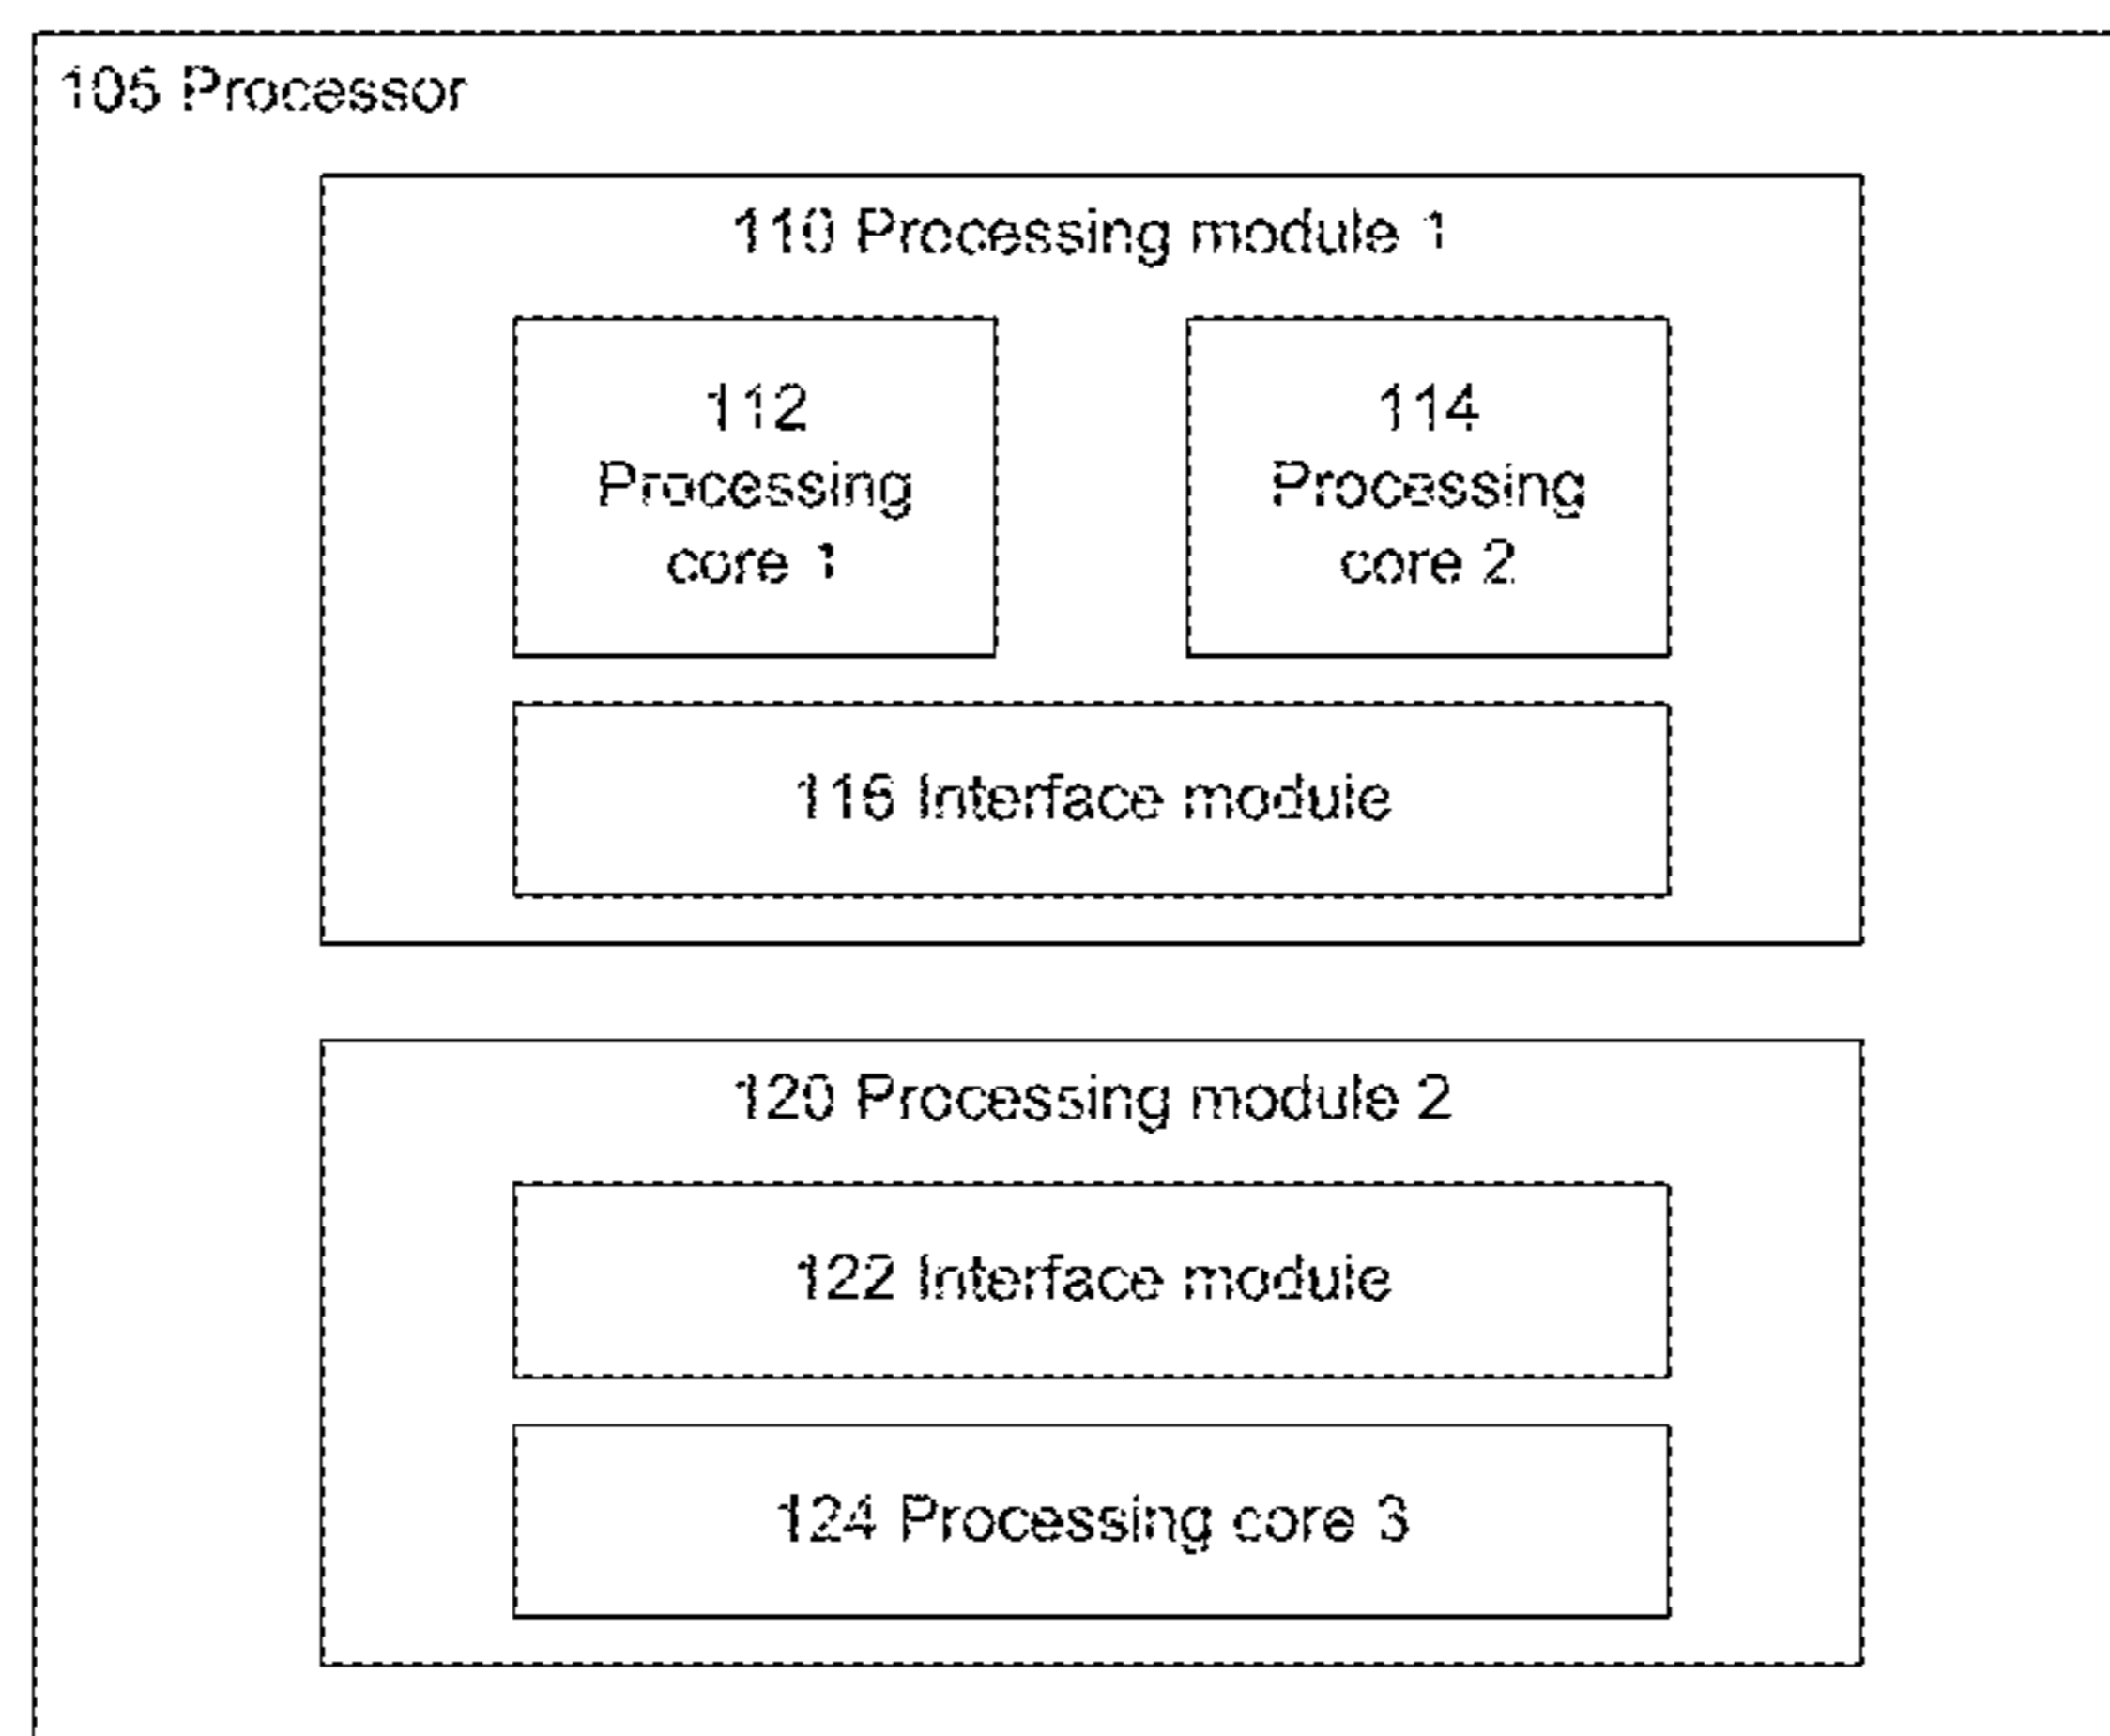 105 Processor
110 Processing module 1
112
Processing
core 1
114
Processing
core 2
116 Interface module
120 Processing module 2
122 Interface module
124 Processing core 3